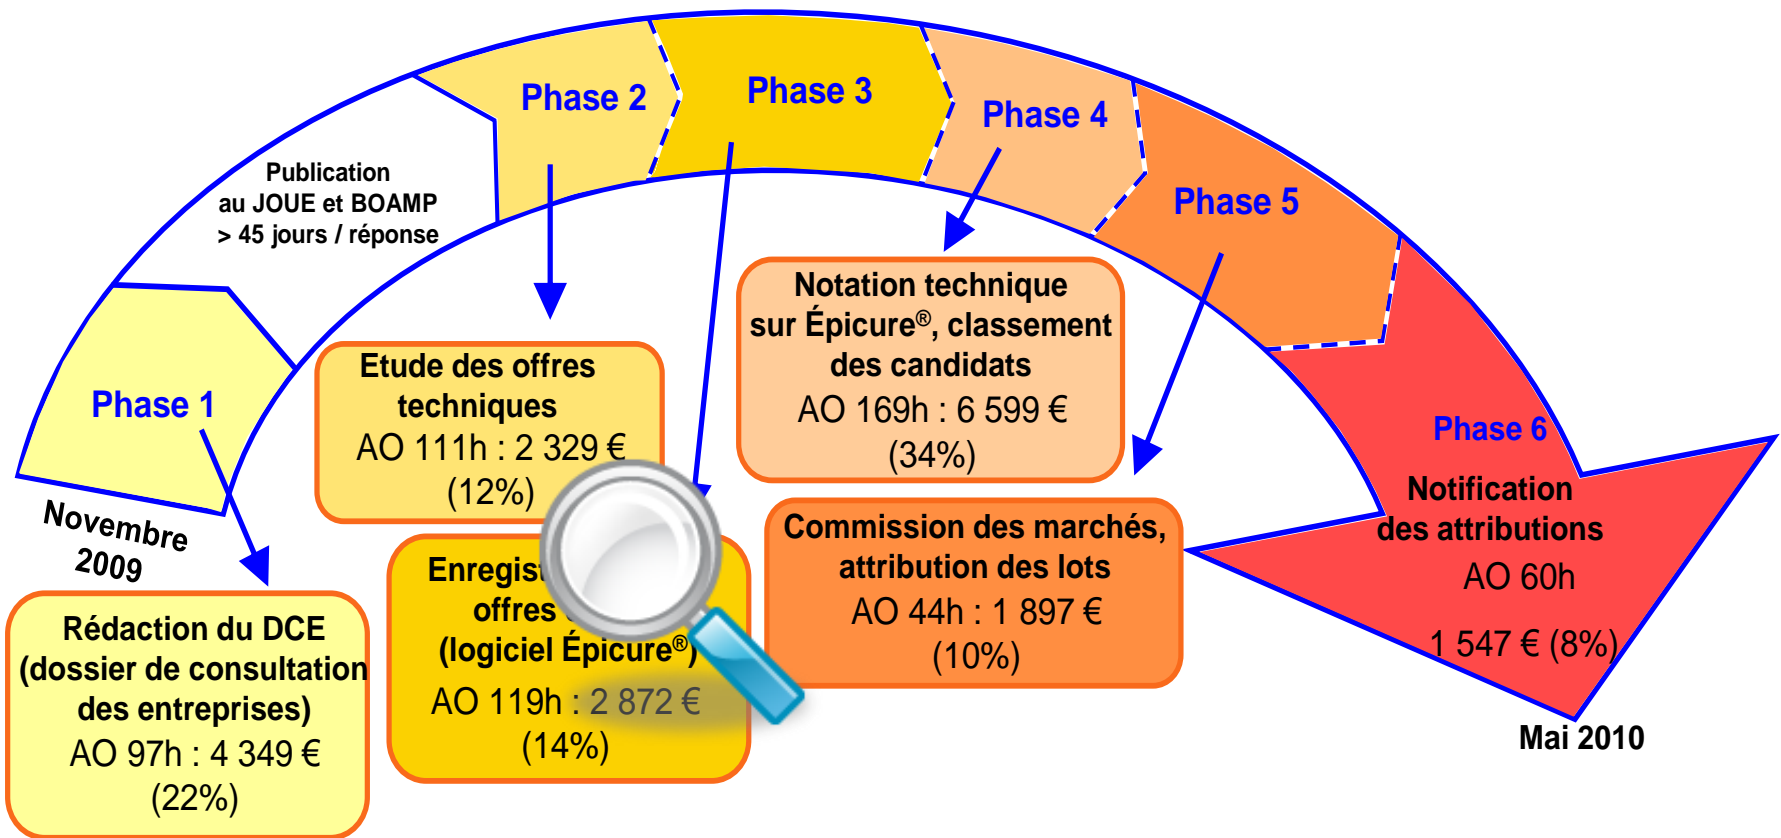 Phase 1
Novembre
2009
Rédaction du DCE
(dossier de consultation
des entreprises)
AO 97h : 4 349 €
(22%)
Publication
au JOUE et BOAMP
> 45 jours / réponse
Phase 2
Etude des offres
techniques
AO 111h : 2 329 €
(12%)
Phase 3
offres
(logiciel Épicure®)
AO 119h : 2 872 €
(14%)
Phase 4
Notation technique
sur Épicure®, classement
des candidats
AO 169h : 6 599 €
(34%)
Phase 5
Commission des marchés,
attribution des lots
AO 44h : 1 897 €
(10%)
Phase 6
Notification
des attributions
AO 60h
1 547 € (8%)
Mai 2010